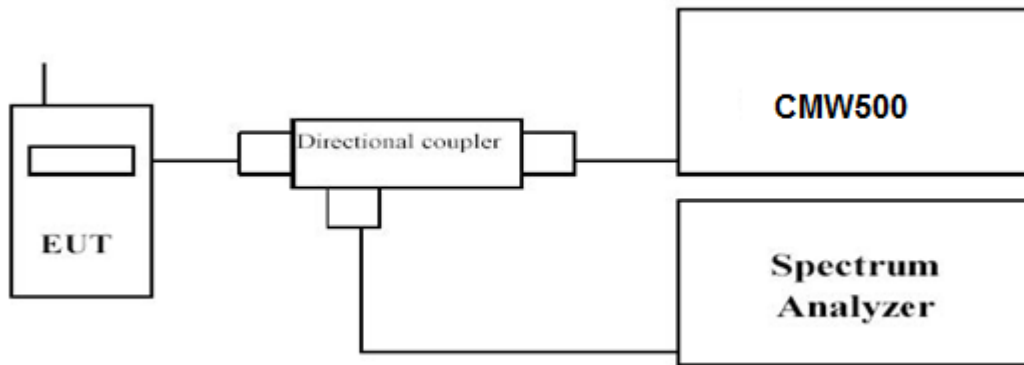 CMW500
Directional coupler
EUT
Spectrum
Analyzer